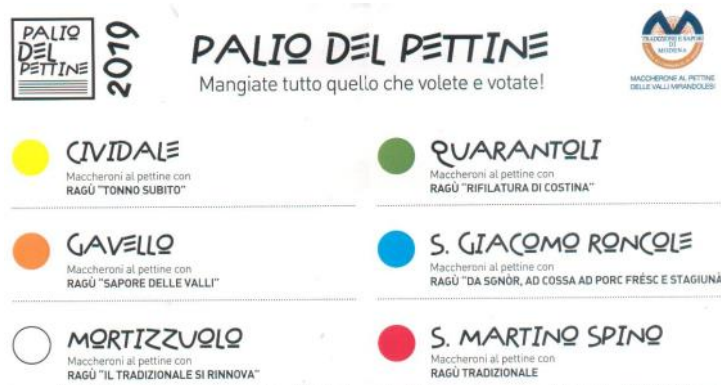 PALIO
DEL
PETTINE
2019
PALIO DEL PETTINE
Mangiate tutto quello che volete e votate!
TRADIZIONE E SAPORI
DI
MODENA
MACCHERONE AL PETTINE
DELLE VALLI MIRANDOLESI
CIVIDALE
Maccheroni al pettine con
RAGÙ "TONNO SUBITO"
QUARANTOLI
Maccheroni al pettine con
RAGÙ "RIFILATURA DI COSTINA"
GAVELLO
Maccheroni al pettine con
RAGÙ "SAPORE DELLE VALLI"
S. GIACOMO RONCOLE
Maccheroni al pettine con
RAGÙ "DA SGNÒR, AD COSSA AD PORC FRÉSC E STAGIUNÀ
MORTIZZUOLO
Maccheroni al pettine con
RAGÙ "IL TRADIZIONALE SI RINNOVA"
S. MARTINO SPINO
Maccheroni al pettine con
RAGÙ TRADIZIONALE